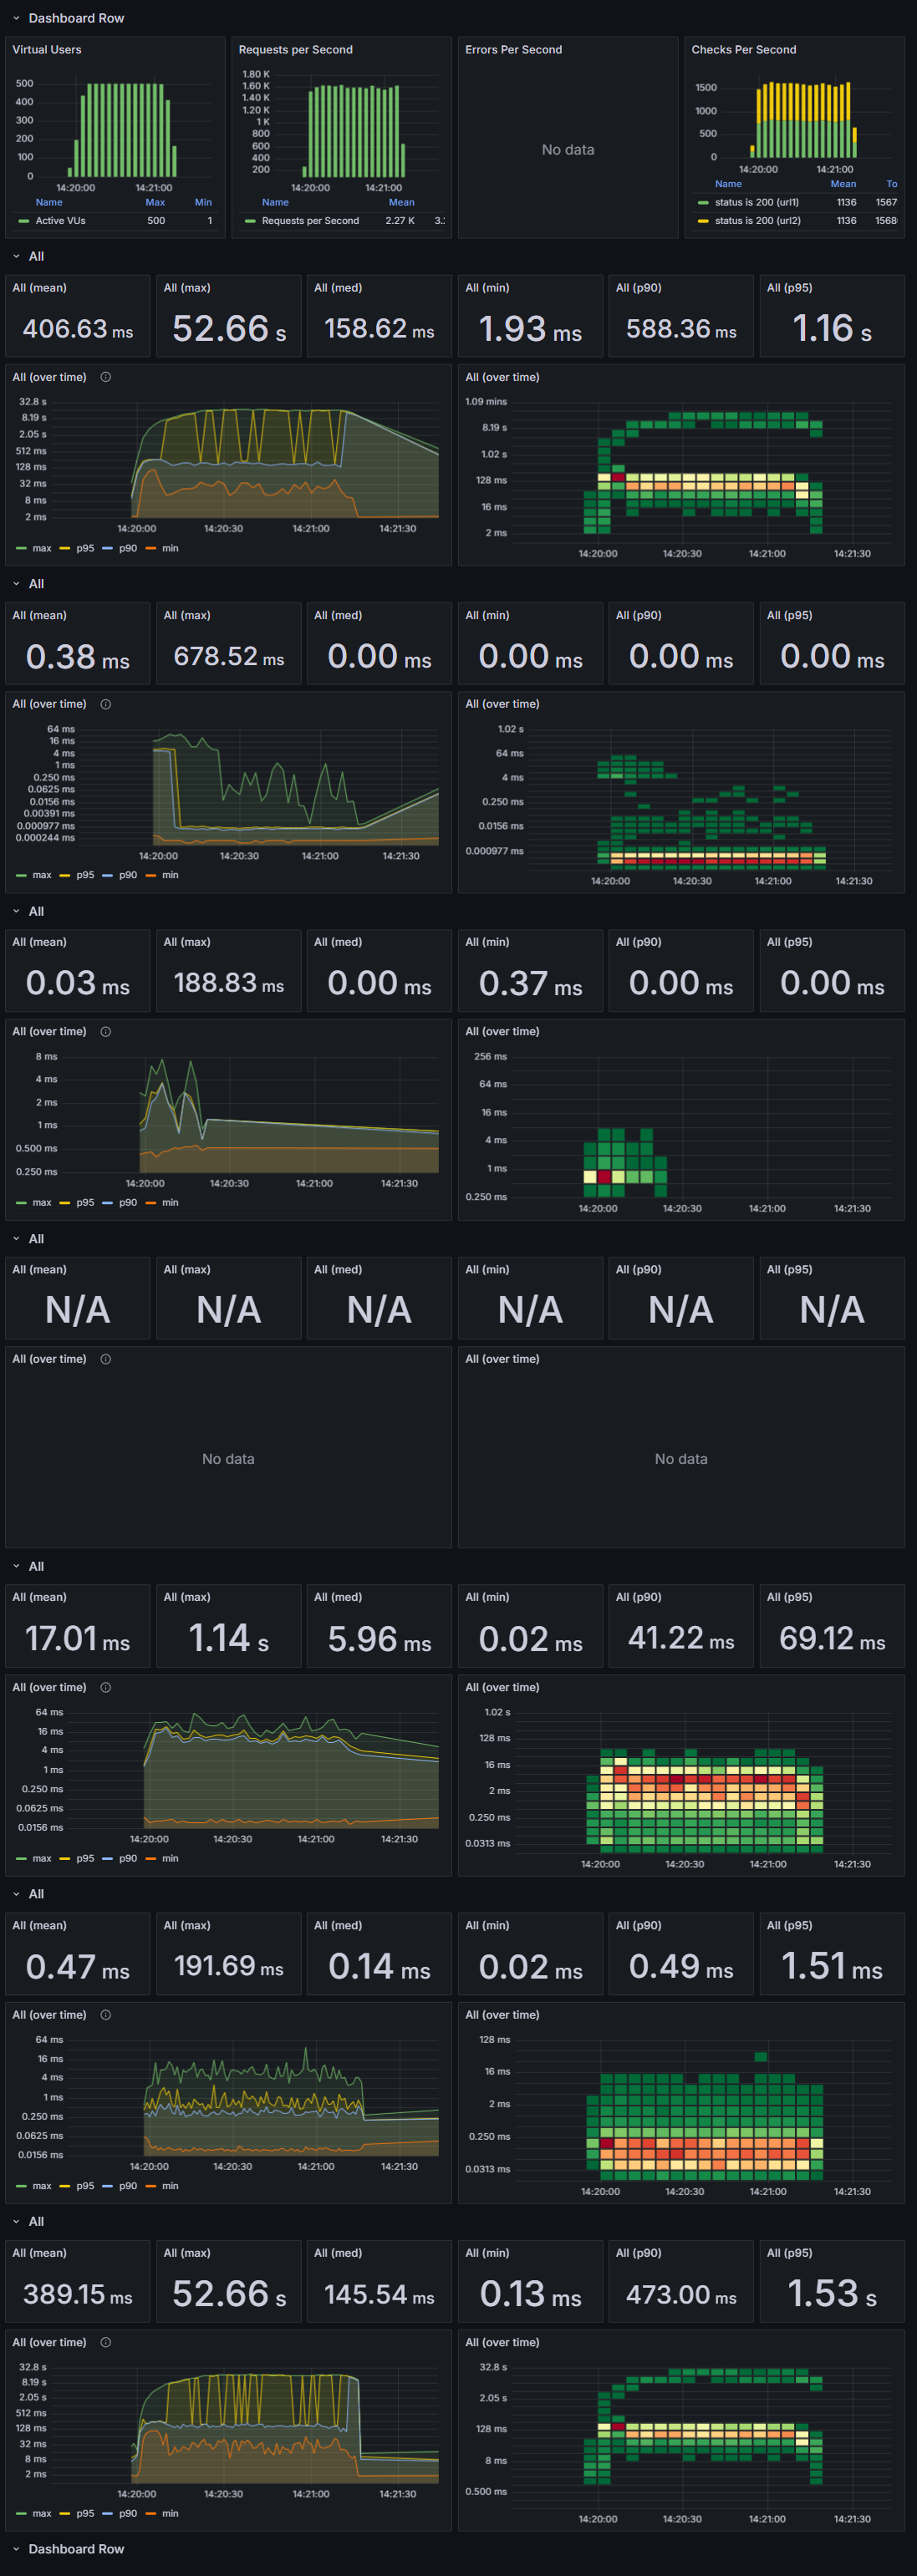 Dashboard Row
Virtual Users
500
400
300
200
100
0
14:20:00 14:21:00
Name Max Min
Active VUs 500 1
Requests per Second
1.80 K
1.60 K
1.40 K
1.20 K
1 K
800
600
400
200
14:20:00 14:21:00
Name Mean
Requests per Second 2.27 K 3.
Errors Per Second
No data
Checks Per Second
1500
1000
500
0
14:20:00 14:21:00
Name Mean To
status is 200 (url1) 1136 1567
status is 200 (url2) 1136 1568
All
All (mean) All (max) All (med) All (min) All (p90) All (p95)
406.63 ms 52.66 s 158.62 ms 1.93 ms 588.36 ms 1.16 s
All (over time)
32.8 s
8.19 s
2.05 s
512 ms
128 ms
32 ms
8 ms
2 ms
14:20:00 14:20:30 14:21:00 14:21:30
max p95 p90 min
All (over time)
1.09 mins
8.19 s
1.02 s
128 ms
16 ms
2 ms
14:20:00 14:20:30 14:21:00 14:21:30
All
All (mean) All (max) All (med) All (min) All (p90) All (p95)
0.38 ms 678.52 ms 0.00 ms 0.00 ms 0.00 ms 0.00 ms
All (over time)
64 ms
16 ms
4 ms
1 ms
0.250 ms
0.0625 ms
0.0156 ms
0.00391 ms
0.000977 ms
0.000244 ms
14:20:00 14:20:30 14:21:00 14:21:30
max p95 p90 min
All (over time)
1.02 s
64 ms
4 ms
0.250 ms
0.0156 ms
0.000977 ms
14:20:00 14:20:30 14:21:00 14:21:30
All
All (mean) All (max) All (med) All (min) All (p90) All (p95)
0.03 ms 188.83 ms 0.00 ms 0.37 ms 0.00 ms 0.00 ms
All (over time)
8 ms
4 ms
2 ms
1 ms
0.500 ms
0.250 ms
14:20:00 14:20:30 14:21:00 14:21:30
max p95 p90 min
All (over time)
256 ms
64 ms
16 ms
4 ms
1 ms
0.250 ms
14:20:00 14:20:30 14:21:00 14:21:30
All
All (mean) All (max) All (med) All (min) All (p90) All (p95)
N/A N/A N/A N/A N/A N/A
All (over time)
No data
All (over time)
No data
All
All (mean) All (max) All (med) All (min) All (p90) All (p95)
17.01 ms 1.14 s 5.96 ms 0.02 ms 41.22 ms 69.12 ms
All (over time)
64 ms
16 ms
4 ms
1 ms
0.250 ms
0.0625 ms
0.0156 ms
14:20:00 14:20:30 14:21:00 14:21:30
max p95 p90 min
All (over time)
1.02 s
128 ms
16 ms
2 ms
0.250 ms
0.0313 ms
14:20:00 14:20:30 14:21:00 14:21:30
All
All (mean) All (max) All (med) All (min) All (p90) All (p95)
0.47 ms 191.69 ms 0.14 ms 0.02 ms 0.49 ms 1.51 ms
All (over time)
64 ms
16 ms
4 ms
1 ms
0.250 ms
0.0625 ms
0.0156 ms
14:20:00 14:20:30 14:21:00 14:21:30
max p95 p90 min
All (over time)
128 ms
16 ms
2 ms
0.250 ms
0.0313 ms
14:20:00 14:20:30 14:21:00 14:21:30
All
All (mean) All (max) All (med) All (min) All (p90) All (p95)
389.15 ms 52.66 s 145.54 ms 0.13 ms 473.00 ms 1.53 s
All (over time)
32.8 s
8.19 s
2.05 s
512 ms
128 ms
32 ms
8 ms
2 ms
14:20:00 14:20:30 14:21:00 14:21:30
max p95 p90 min
All (over time)
32.8 s
2.05 s
128 ms
8 ms
0.500 ms
14:20:00 14:20:30 14:21:00 14:21:30
Dashboard Row